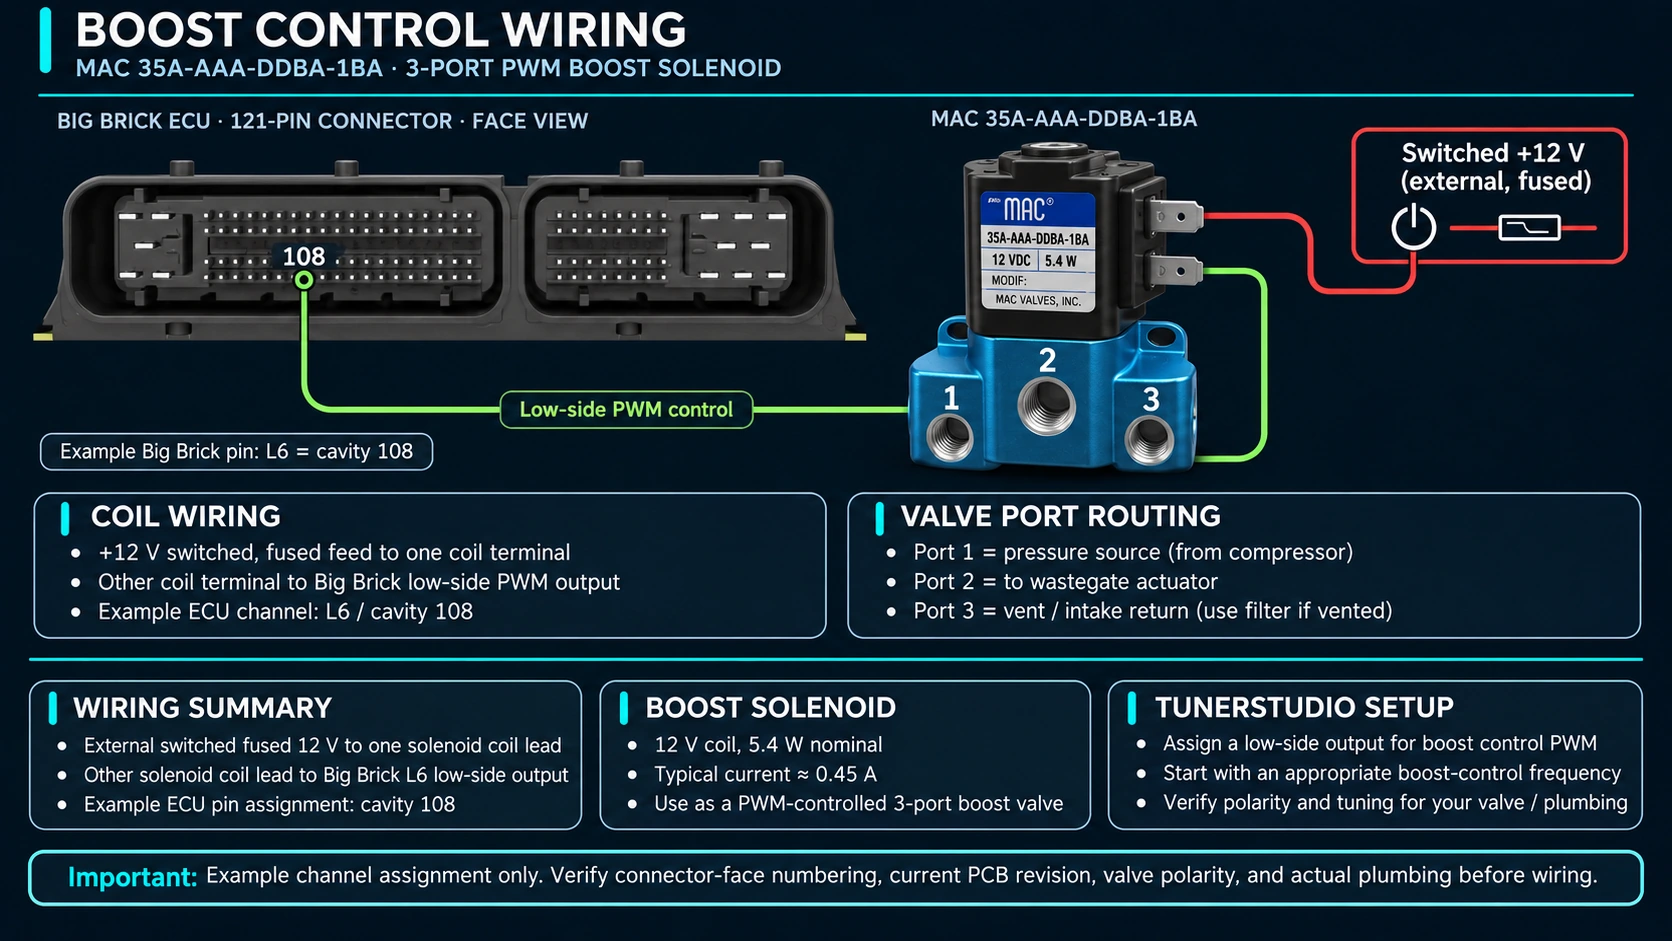 BOOST CONTROL WIRING
MAC 35A-AAA-DDBA-1BA · 3-PORT PWM BOOST SOLENOID
BIG BRICK ECU · 121-PIN CONNECTOR · FACE VIEW
MAC 35A-AAA-DDBA-1BA
Switched +12 V
(external, fused)
MAC®
35A-AAA-DDBA-1BA
12 VDC 5.4 W
MODIF:
MAC VALVES, INC.
108
1
2
3
Low-side PWM control
Example Big Brick pin: L6 = cavity 108
COIL WIRING
• +12 V switched, fused feed to one coil terminal
• Other coil terminal to Big Brick low-side PWM output
• Example ECU channel: L6 / cavity 108
VALVE PORT ROUTING
• Port 1 = pressure source (from compressor)
• Port 2 = to wastegate actuator
• Port 3 = vent / intake return (use filter if vented)
WIRING SUMMARY
• External switched fused 12 V to one solenoid coil lead
• Other solenoid coil lead to Big Brick L6 low-side output
• Example ECU pin assignment: cavity 108
BOOST SOLENOID
• 12 V coil, 5.4 W nominal
• Typical current ≈ 0.45 A
• Use as a PWM-controlled 3-port boost valve
TUNERSTUDIO SETUP
• Assign a low-side output for boost control PWM
• Start with an appropriate boost-control frequency
• Verify polarity and tuning for your valve / plumbing
Important: Example channel assignment only. Verify connector-face numbering, current PCB revision, valve polarity, and actual plumbing before wiring.